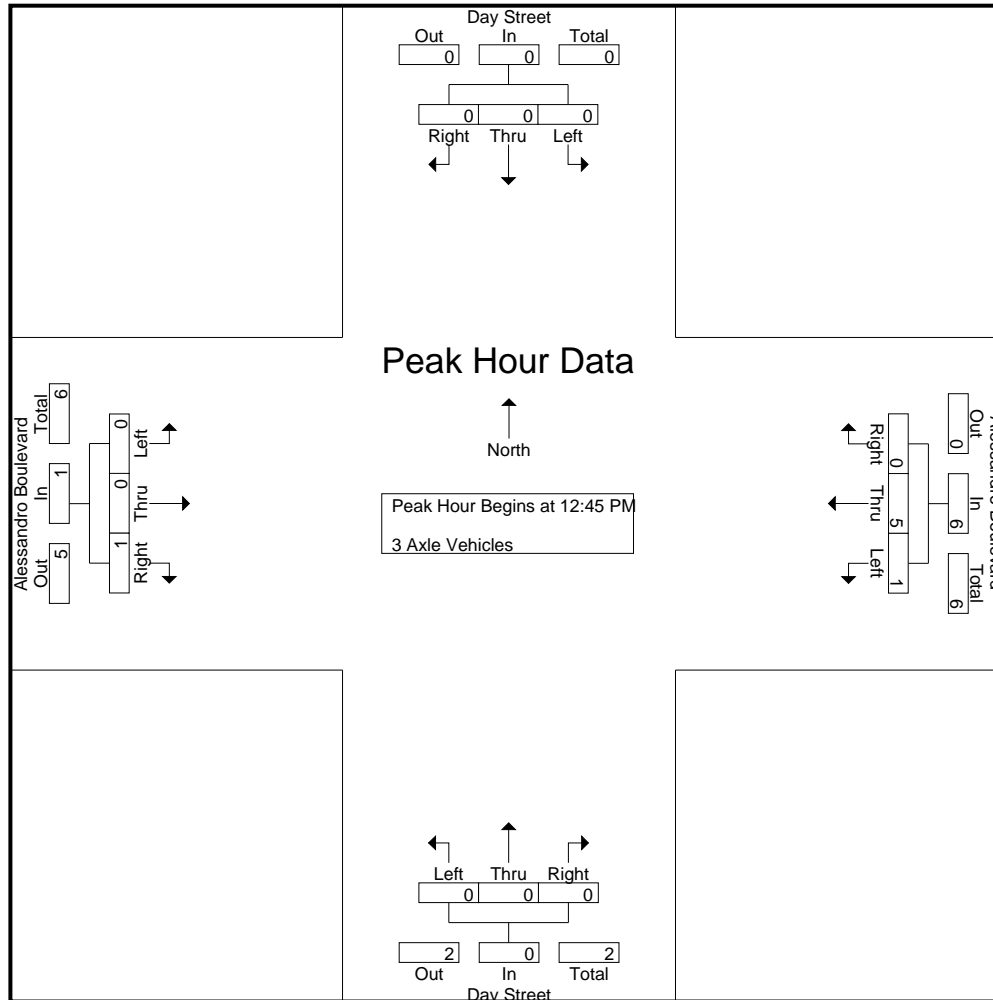 Day Street
Out In Total
0 0 0
0 0 0
Right Thru Left
Peak Hour Data
North
Peak Hour Begins at 12:45 PM
3 Axle Vehicles
Alessandro Boulevard
Out In Total
5 1 6
Right Thru Left
1 0 0
Out In Total
0 6 6
Right Thru Left
0 5 1
Left Thru Right
0 0 0
2 0 2
Out In Total
Day Street